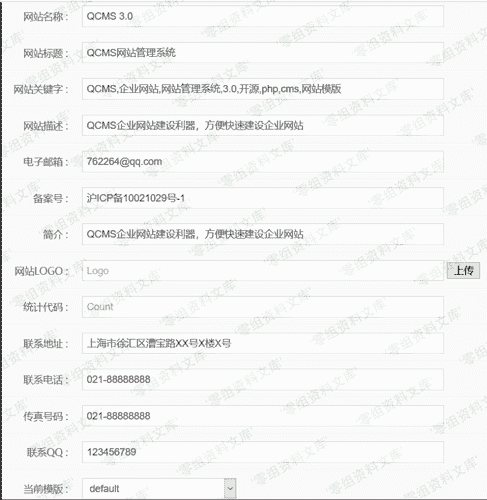 网站名称： QCMS 3.0
网站标题： QCMS网站管理系统
网站关键字： QCMS,企业网站,网站管理系统,3.0,开源,php,cms,网站模版
网站描述： QCMS企业网站建设利器，方便快速建设企业网站
电子邮箱： 762264@qq.com
备案号： 沪ICP备10021029号-1
简介： QCMS企业网站建设利器，方便快速建设企业网站
网站LOGO： Logo 上传
统计代码： Count
联系地址： 上海市徐汇区漕宝路XX号X楼X号
联系电话： 021-88888888
传真号码： 021-88888888
联系QQ： 123456789
当前模版： default
零组资料文库